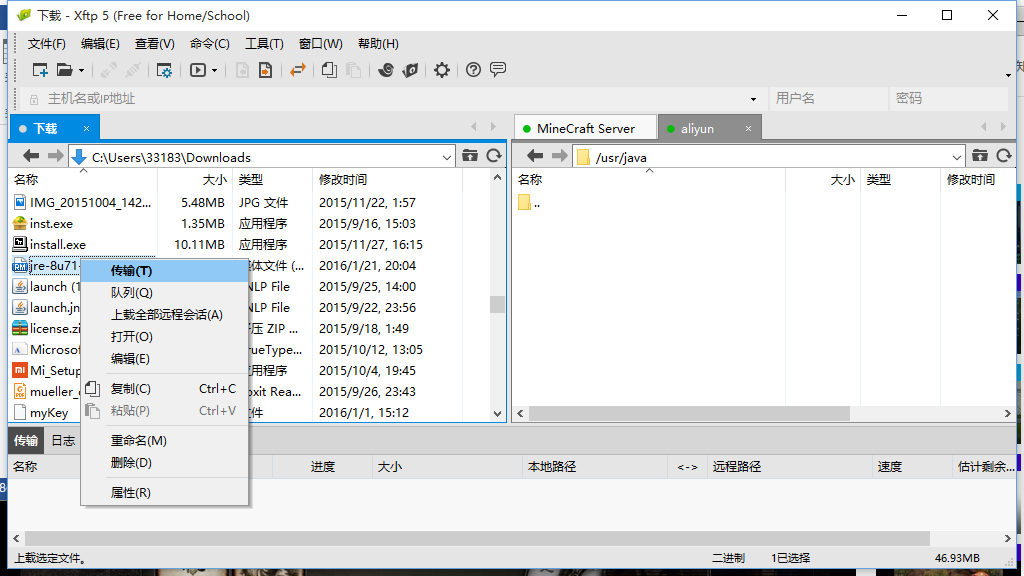 下载 - Xftp 5 (Free for Home/School)
文件(F) 编辑(E) 查看(V) 命令(C) 工具(T) 窗口(W) 帮助(H)
主机名或IP地址 用户名 密码
下载 × MineCraft Server aliyun ×
C:\Users\33183\Downloads /usr/java
名称 大小 类型 修改时间 名称 大小 类型 修改时间
IMG_20151004_142... 5.48MB JPG 文件 2015/11/22, 1:57 ..
inst.exe 1.35MB 应用程序 2015/9/16, 15:03
install.exe 10.11MB 应用程序 2015/11/27, 16:15
jre-8u71- 体文件 (... 2016/1/21, 20:04
launch (1 NLP File 2015/9/25, 14:00
launch.jn NLP File 2015/9/22, 23:56
license.zi 压 ZIP ... 2015/9/18, 1:49
Microsof rueType... 2015/10/12, 13:05
Mi_Setup 用程序 2015/10/4, 19:45
mueller_ oxit Rea... 2015/9/26, 23:43
myKey 文件 2016/1/1, 15:12
传输(T)
队列(Q)
上载全部远程会话(A)
打开(O)
编辑(E)
复制(C) Ctrl+C
粘贴(P) Ctrl+V
重命名(M)
删除(D)
属性(R)
传输 日志
名称 进度 大小 本地路径 <-> 远程路径 速度 估计剩余...
上载选定文件。 二进制 1已选择 46.93MB